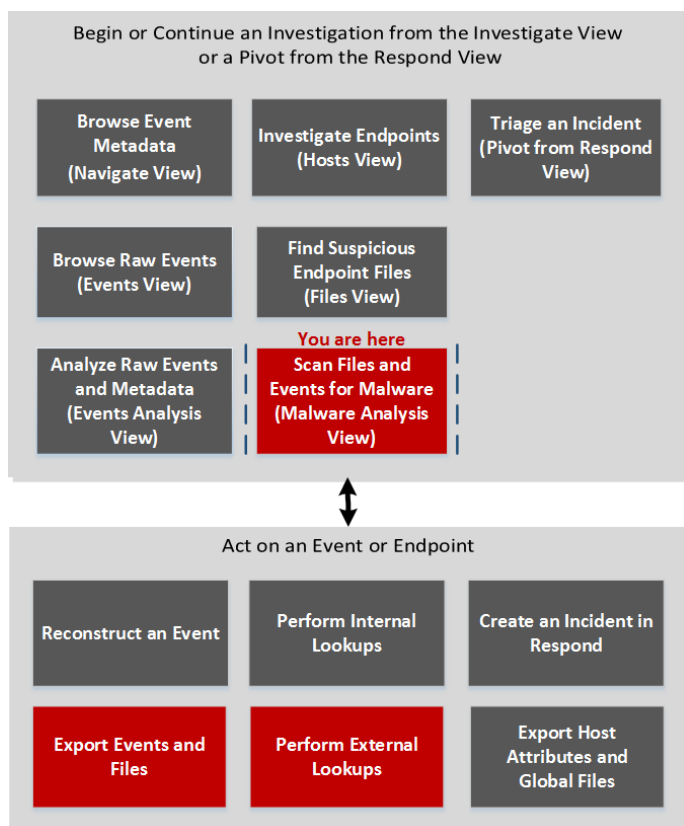 Begin or Continue an Investigation from the Investigate View
or a Pivot from the Respond View
Browse Event
Metadata
(Navigate View)
Investigate Endpoints
(Hosts View)
Triage an Incident
(Pivot from Respond
View)
Browse Raw Events
(Events View)
Find Suspicious
Endpoint Files
(Files View)
Analyze Raw Events
and Metadata
(Events Analysis
View)
You are here
Scan Files and
Events for Malware
(Malware Analysis
View)
Act on an Event or Endpoint
Reconstruct an Event
Perform Internal
Lookups
Create an Incident in
Respond
Export Events and
Files
Perform External
Lookups
Export Host
Attributes and
Global Files